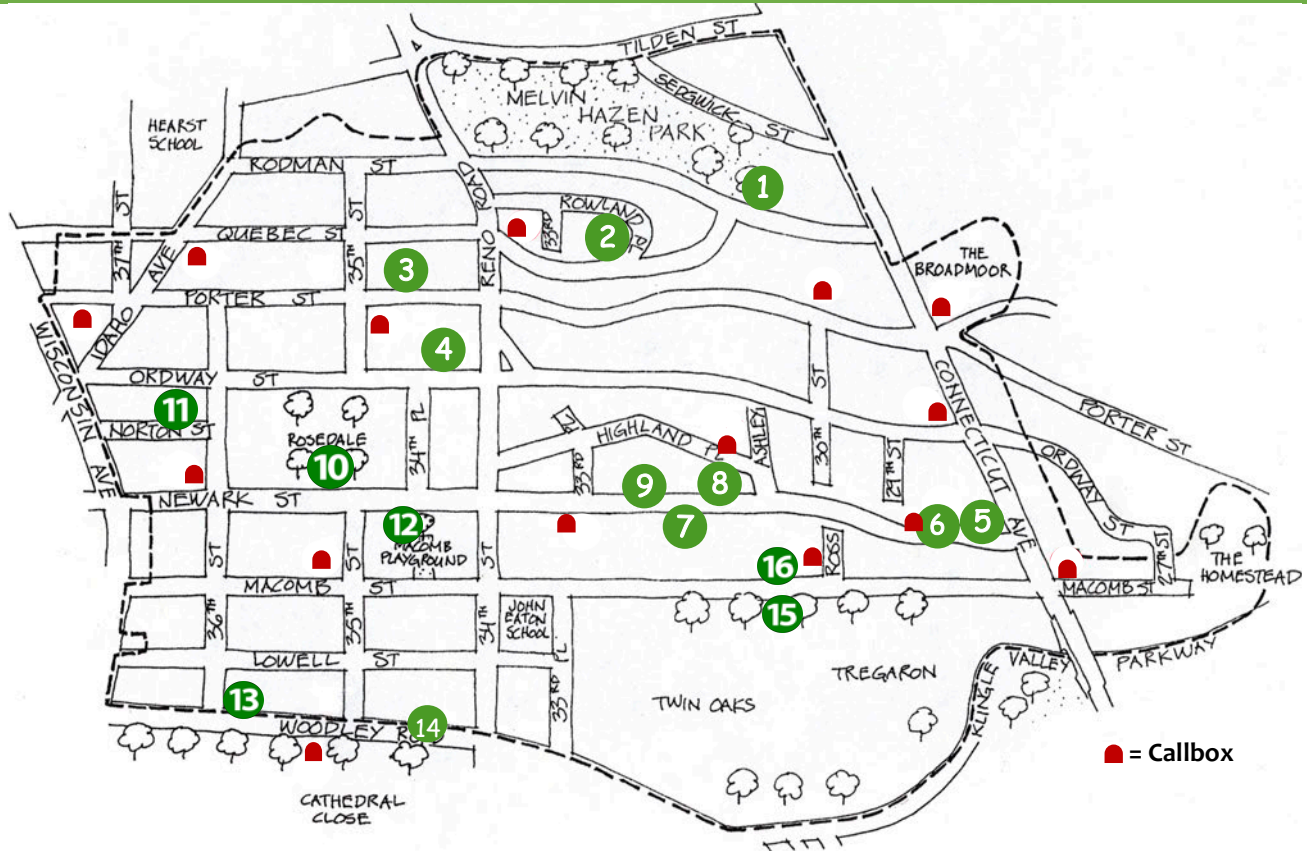 TILDEN ST
SEDGWICK ST
MELVIN
HAZEN
PARK
HEARST
SCHOOL
RODMAN ST
ROAD
RENO
1
ROWLAND PL
2
33RD
37TH ST
QUEBEC ST
35TH ST
3
THE
BROADMOOR
IDAHO AVE
PORTER ST
4
WISCONSIN AVE
ORDWAY ST
11
NORTON ST
ROSEDALE
10
34TH PL
33RD PL
HIGHLAND PL
ASHLEY
30TH ST
29TH ST
CONNECTICUT AVE
PORTER ST
ORDWAY ST
27TH ST
9
8
7
6
5
NEWARK ST
12
MACOMB
PLAYGROUND
16
ROSS
THE
HOMESTEAD
MACOMB ST
MACOMB ST
15
36TH ST
35TH ST
34TH ST
JOHN
EATON
SCHOOL
33RD PL
LOWELL ST
TREGARON
TWIN OAKS
KLINGLE VALLEY PARKWAY
13
14
WOODLEY R
CATHEDRAL
CLOSE
= Callbox